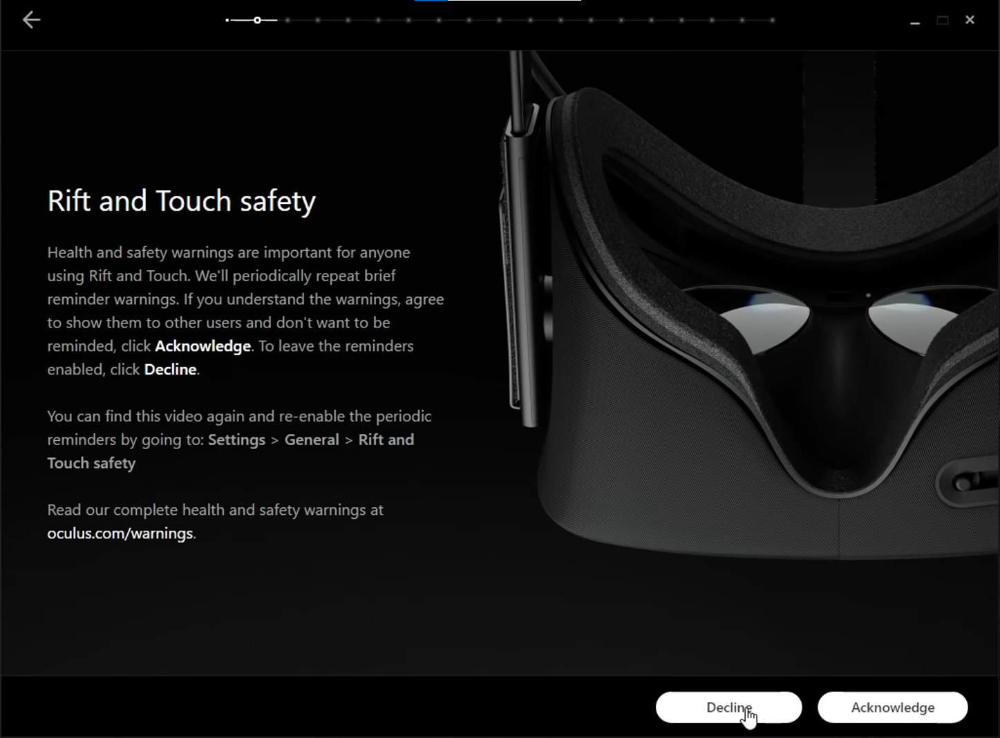 Rift and Touch safety
Health and safety warnings are important for anyone
using Rift and Touch. We'll periodically repeat brief
reminder warnings. If you understand the warnings, agree
to show them to other users and don't want to be
reminded, click Acknowledge. To leave the reminders
enabled, click Decline.
You can find this video again and re-enable the periodic
reminders by going to: Settings > General > Rift and
Touch safety
Read our complete health and safety warnings at
oculus.com/warnings.
Decline
Acknowledge